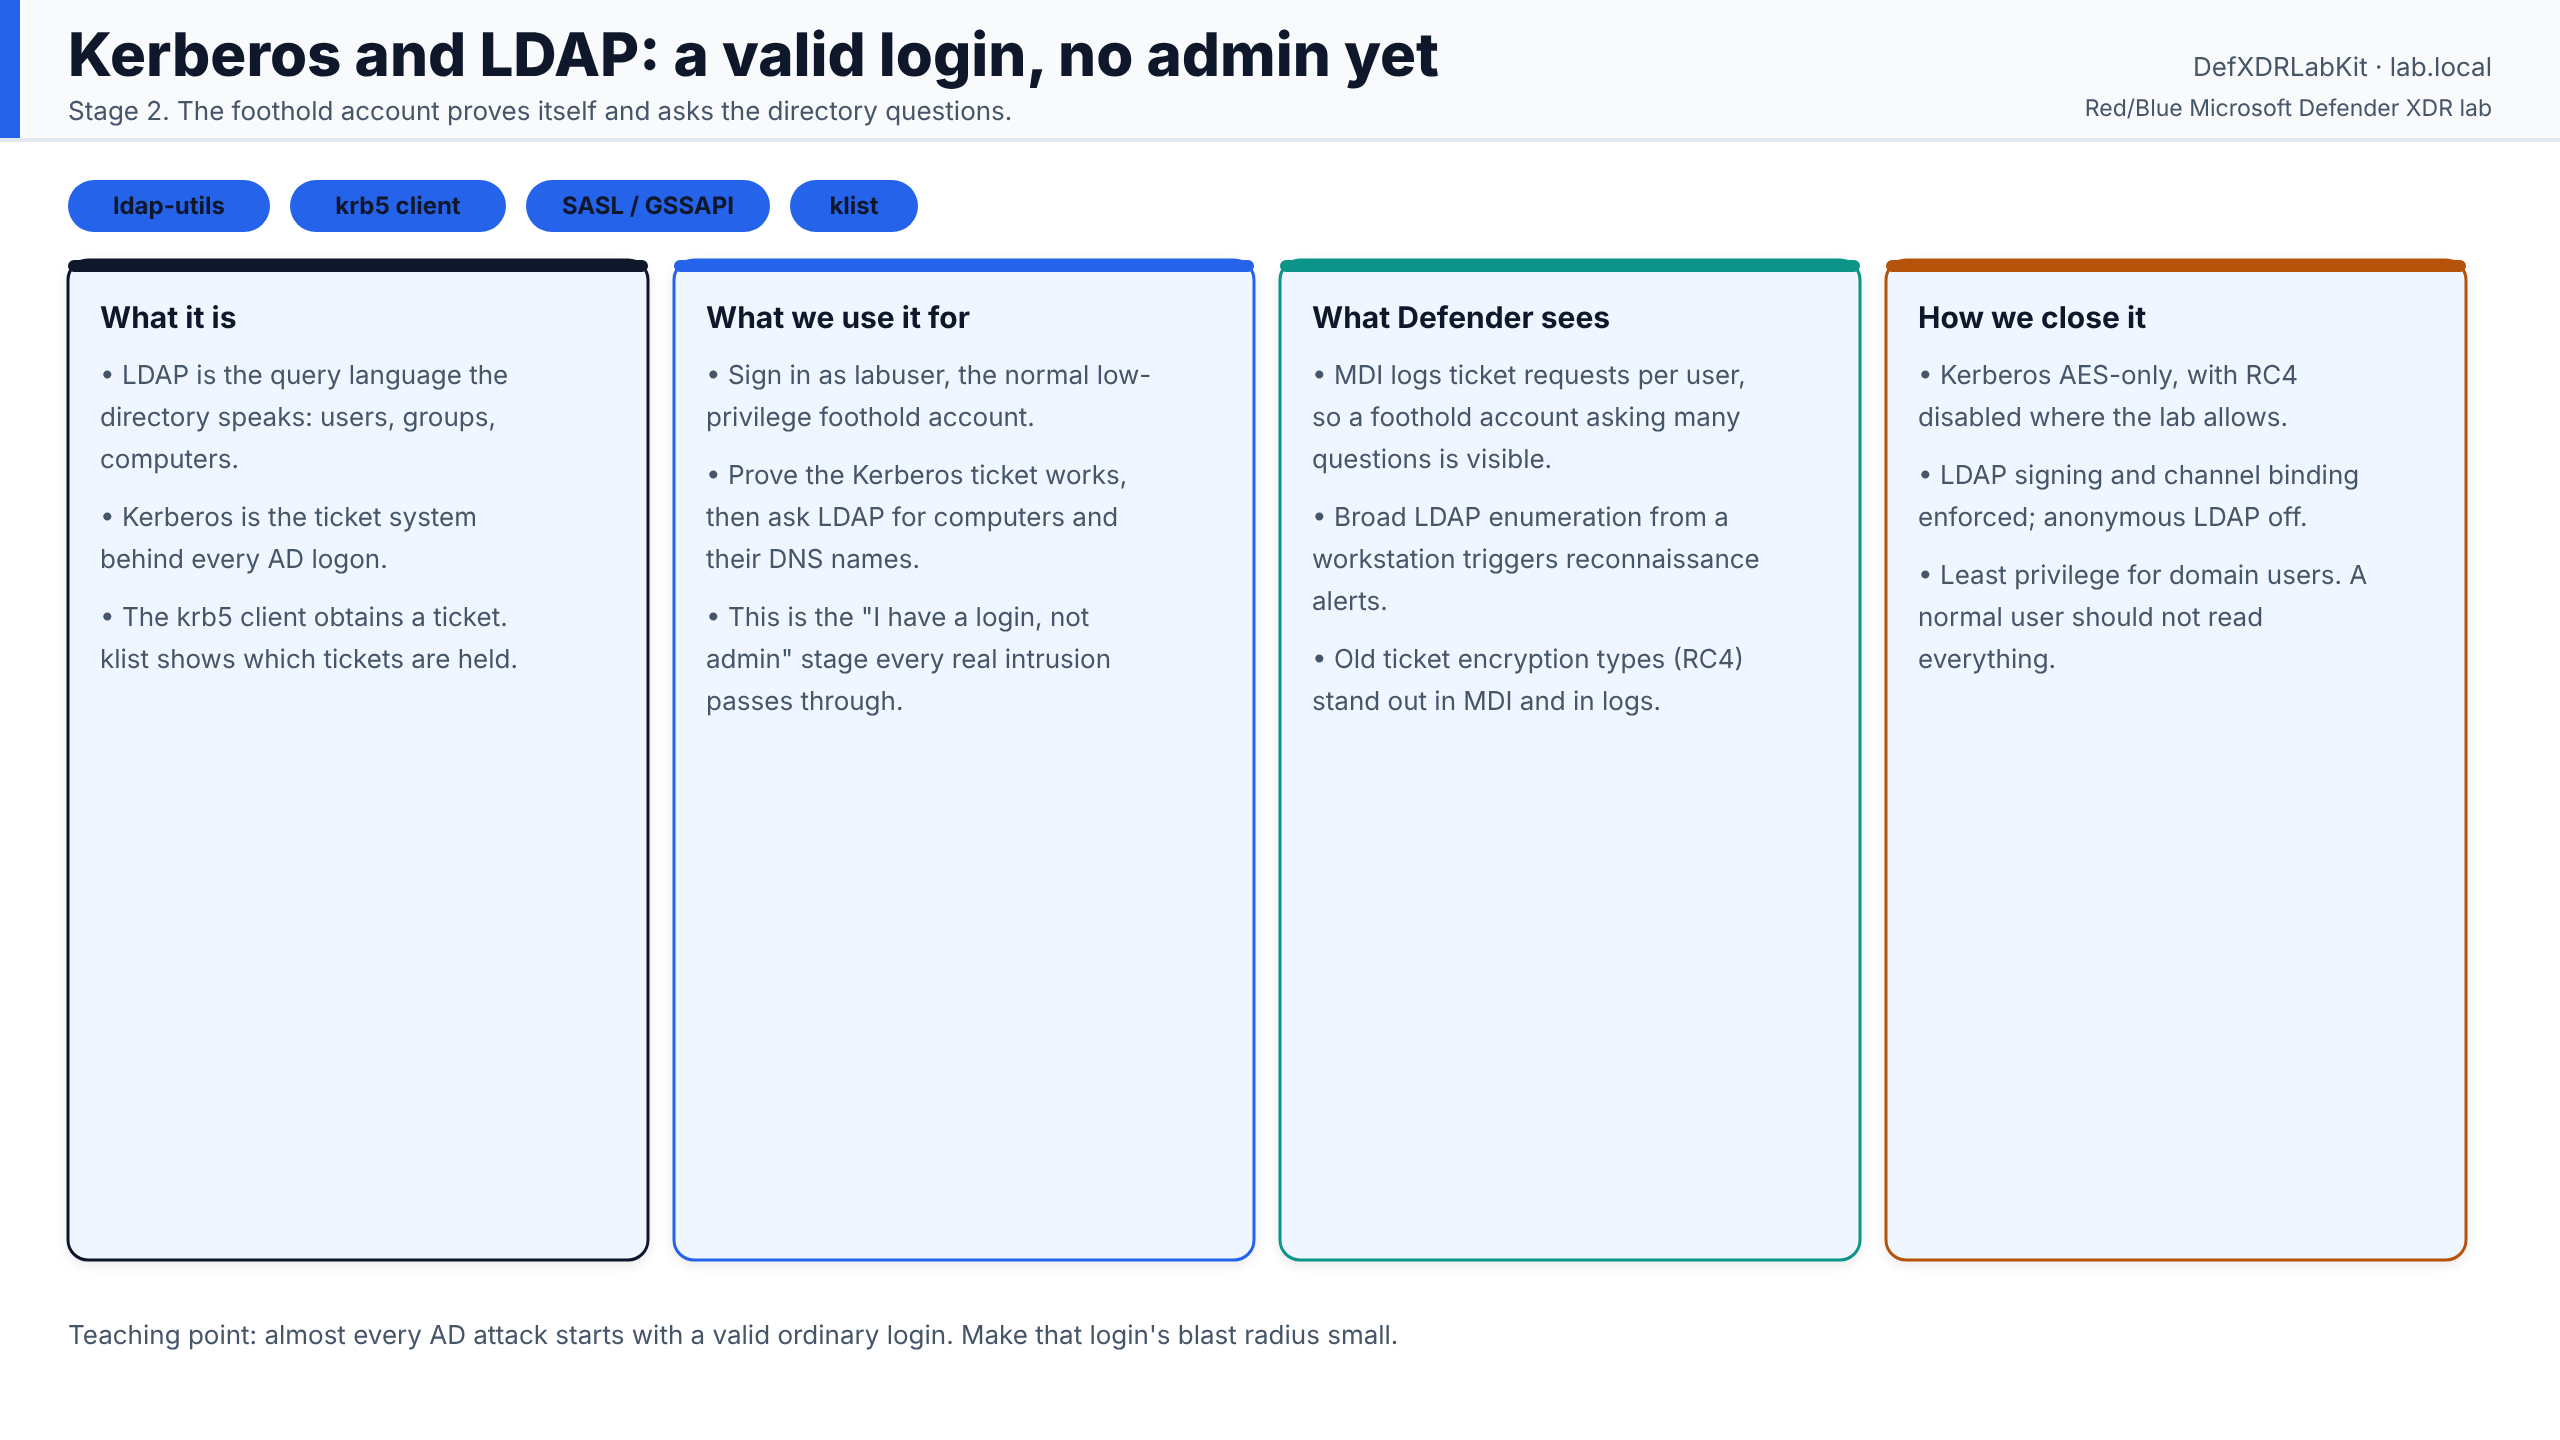 Kerberos and LDAP: a valid login, no admin yet
Stage 2. The foothold account proves itself and asks the directory questions.
DefXDRLabKit · lab.local
Red/Blue Microsoft Defender XDR lab
ldap-utils
krb5 client
SASL / GSSAPI
klist
What it is
• LDAP is the query language the
directory speaks: users, groups,
computers.
• Kerberos is the ticket system
behind every AD logon.
• The krb5 client obtains a ticket.
klist shows which tickets are held.
What we use it for
• Sign in as labuser, the normal low-
privilege foothold account.
• Prove the Kerberos ticket works,
then ask LDAP for computers and
their DNS names.
• This is the "I have a login, not
admin" stage every real intrusion
passes through.
What Defender sees
• MDI logs ticket requests per user,
so a foothold account asking many
questions is visible.
• Broad LDAP enumeration from a
workstation triggers reconnaissance
alerts.
• Old ticket encryption types (RC4)
stand out in MDI and in logs.
How we close it
• Kerberos AES-only, with RC4
disabled where the lab allows.
• LDAP signing and channel binding
enforced; anonymous LDAP off.
• Least privilege for domain users. A
normal user should not read
everything.
Teaching point: almost every AD attack starts with a valid ordinary login. Make that login's blast radius small.